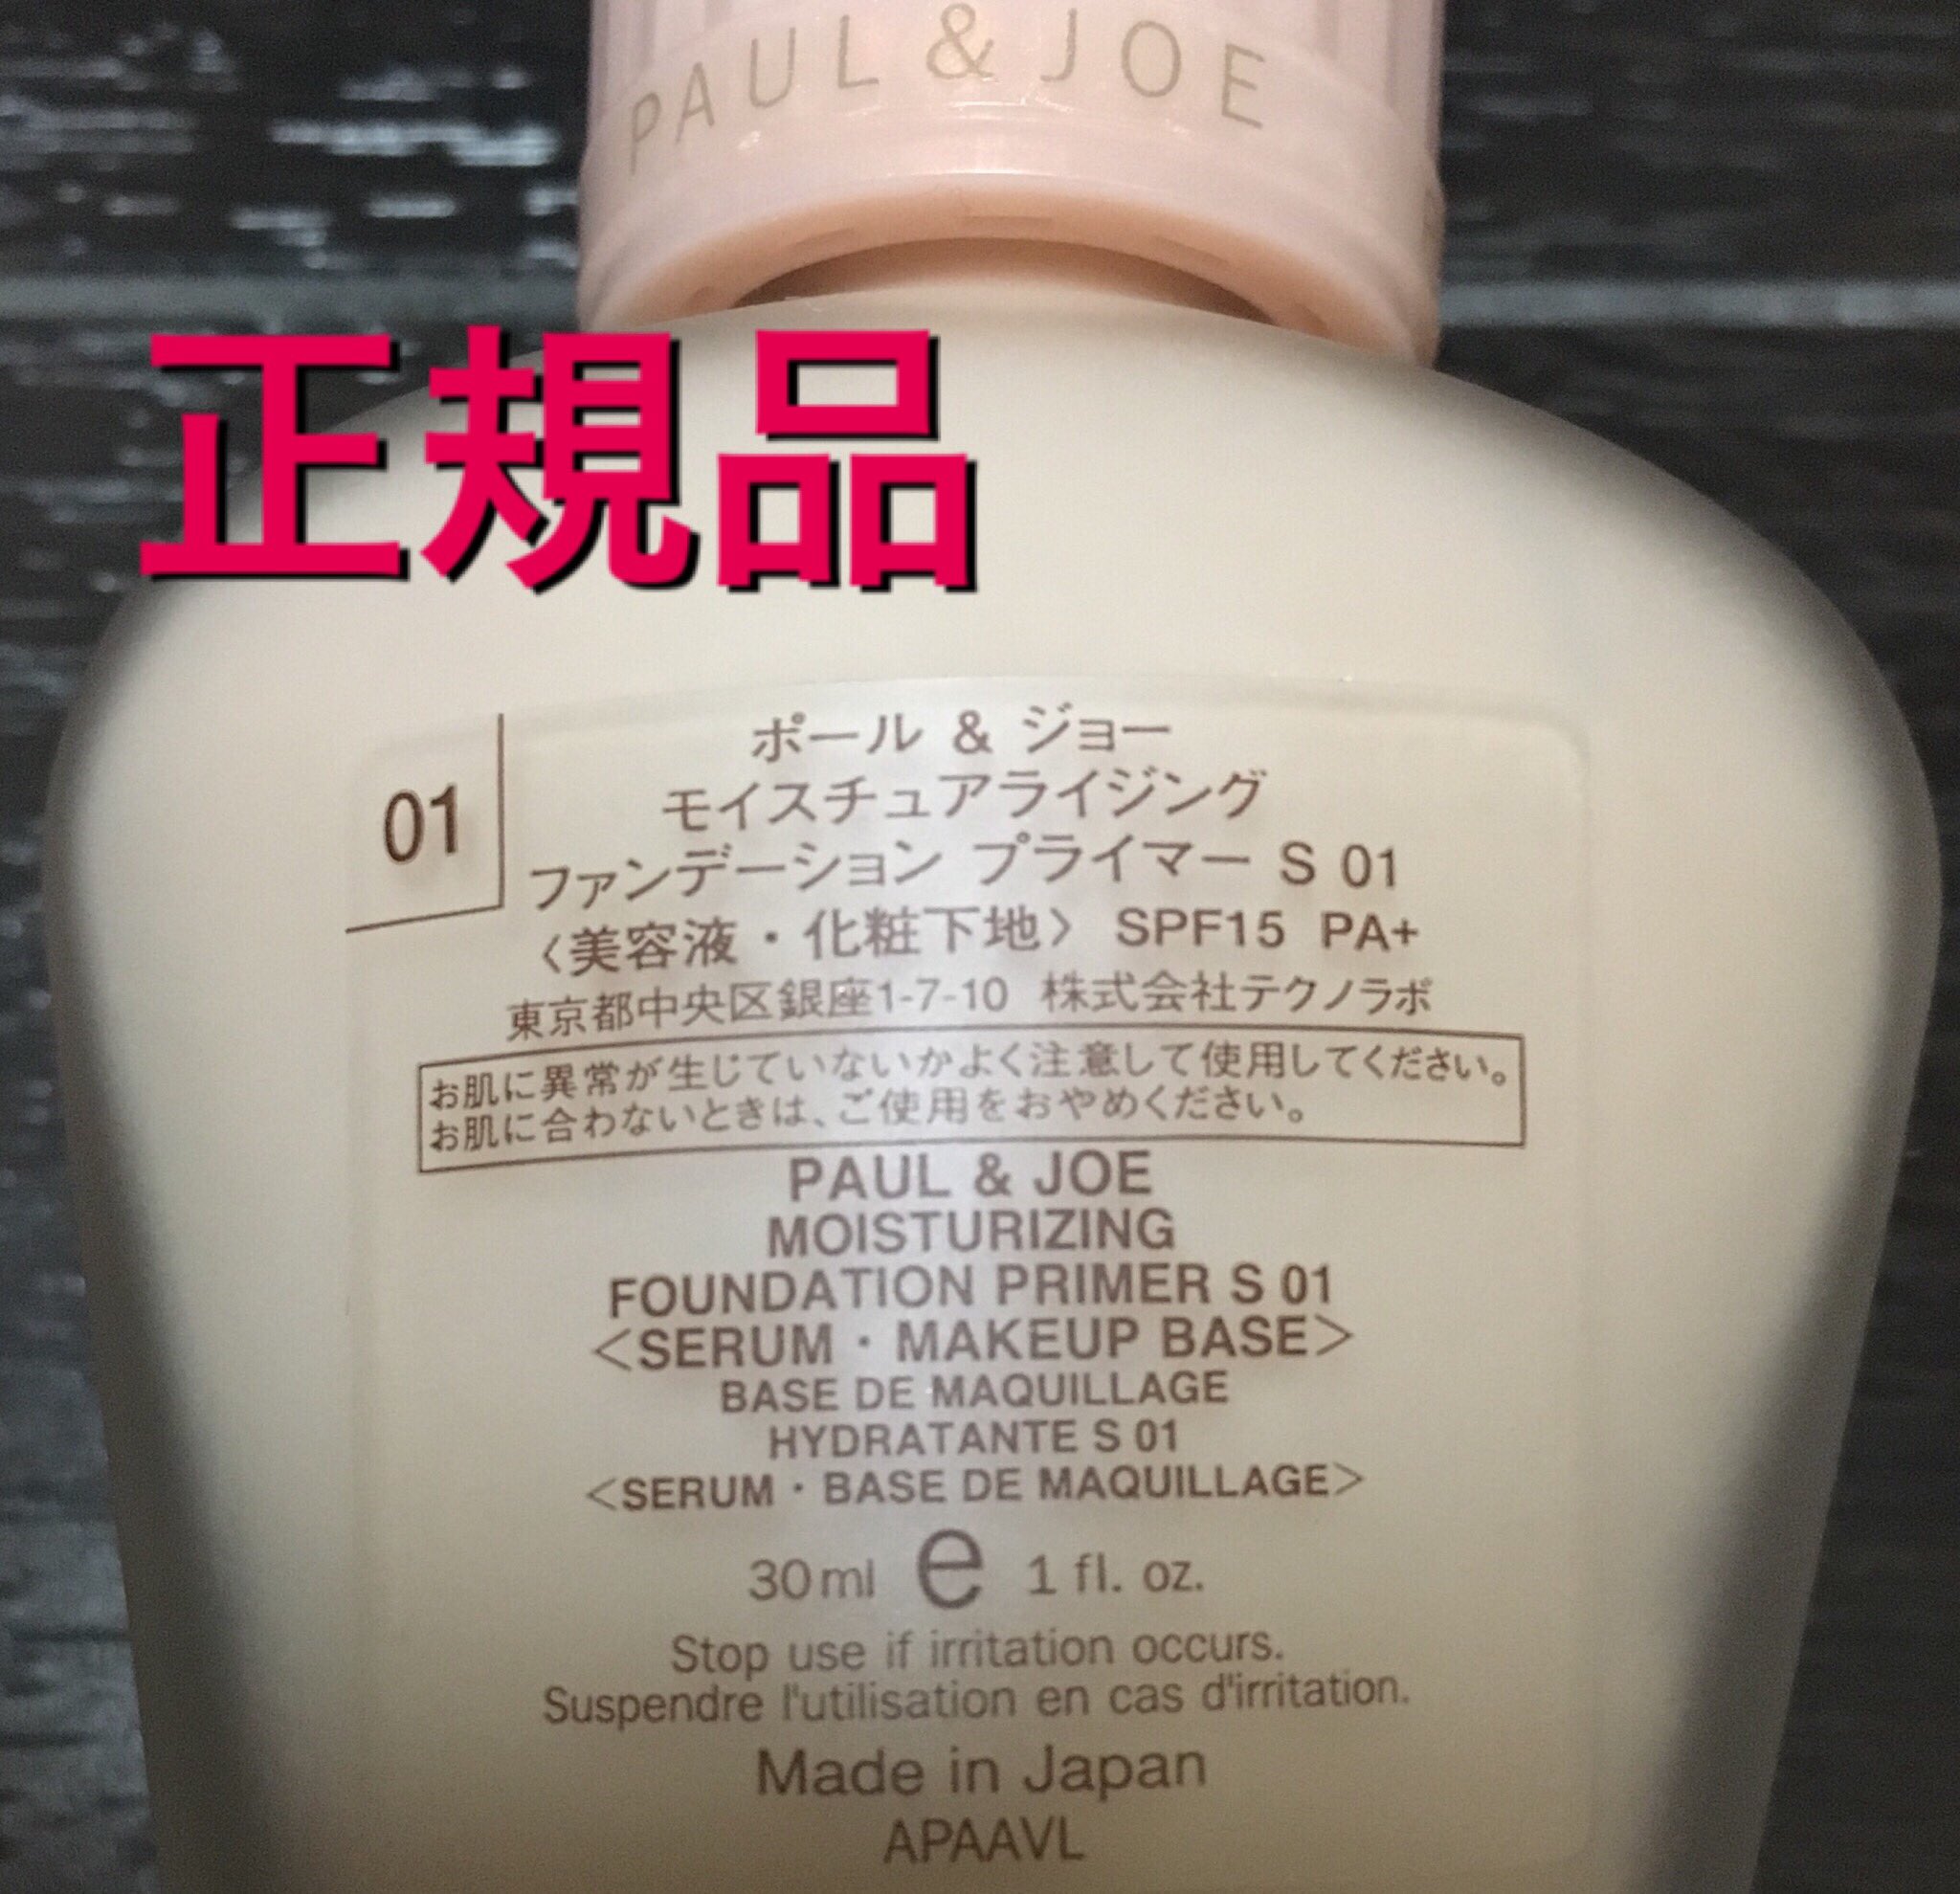 PAUL & JOE
正規品
01
ポール & ジョー
モイスチュアライジング
ファンデーション プライマー S 01
〈美容液・化粧下地〉 SPF15 PA+
東京都中央区銀座1-7-10 株式会社テクノラボ
お肌に異常が生じていないかよく注意して使用してください。
お肌に合わないときは、ご使用をおやめください。
PAUL & JOE
MOISTURIZING
FOUNDATION PRIMER S 01
<SERUM・MAKEUP BASE>
BASE DE MAQUILLAGE
HYDRATANTE S 01
<SERUM・BASE DE MAQUILLAGE>
30ml e 1 fl. oz.
Stop use if irritation occurs.
Suspendre l'utilisation en cas d'irritation.
Made in Japan
APAAVL